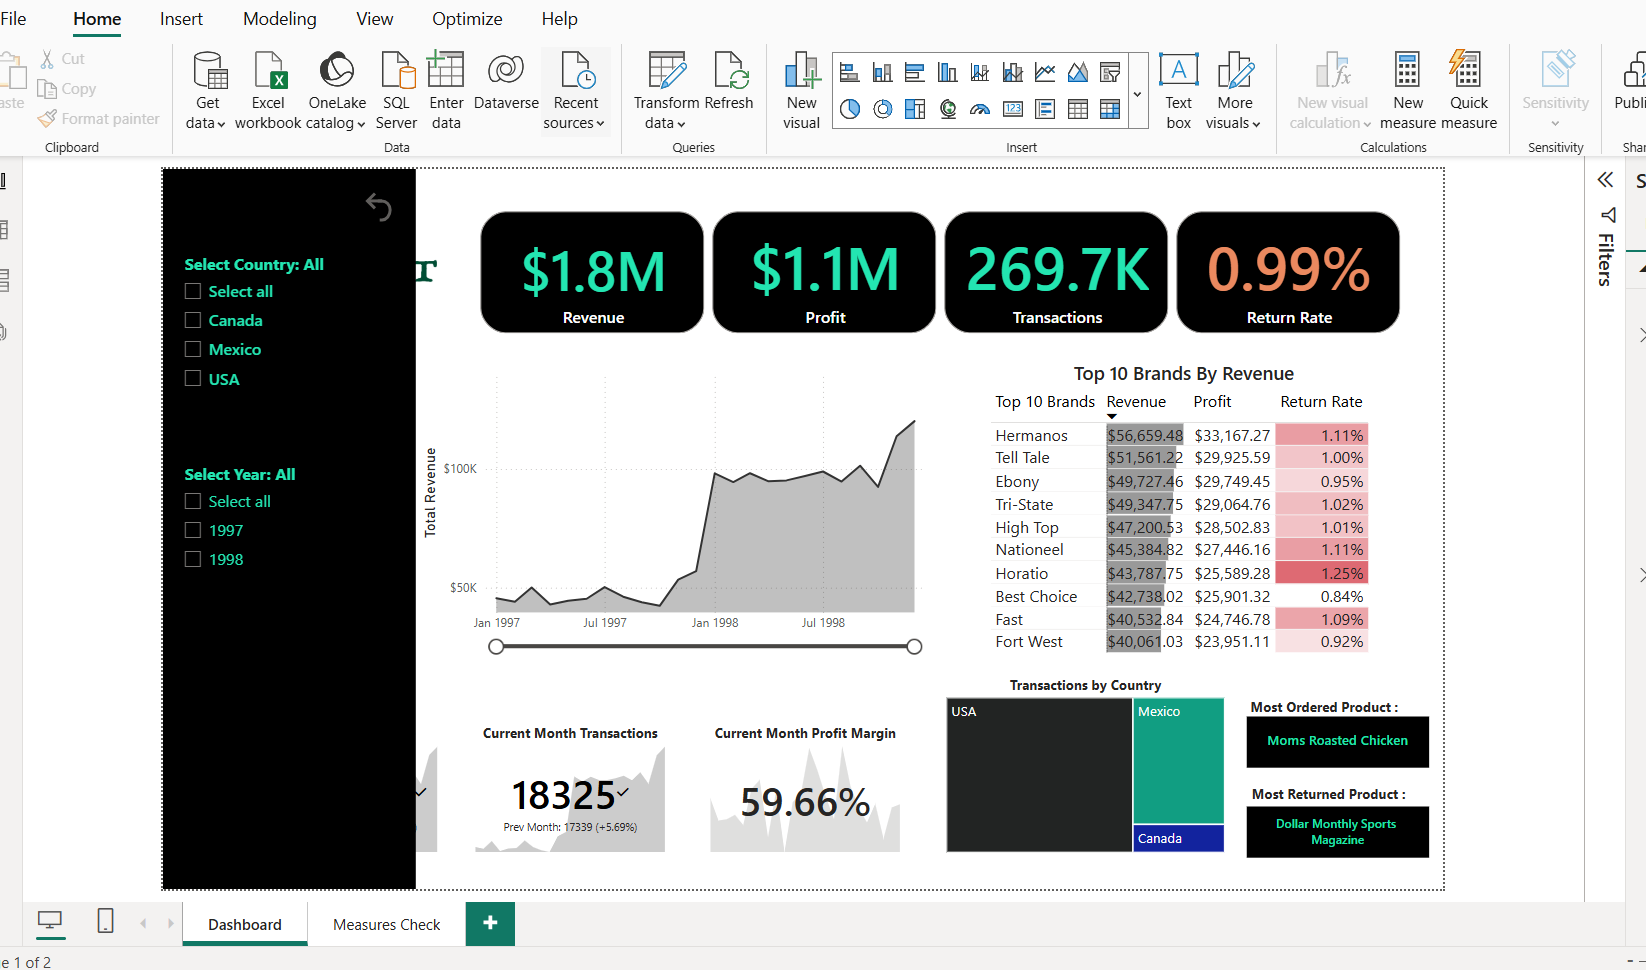 File Home Insert Modeling View Optimize Help
Cut
Copy
Format painter
Clipboard
Get data
Excel workbook
OneLake catalog
SQL Server
Enter data
Dataverse
Recent sources
Data
Transform data
Refresh
Queries
New visual
123
A
Text box
More visuals
Insert
New visual calculation
New measure
Quick measure
Calculations
Sensitivity
Sensitivity
Select Country: All
Select all
Canada
Mexico
USA
Select Year: All
Select all
1997
1998
T
$1.8M
Revenue
$1.1M
Profit
269.7K
Transactions
0.99%
Return Rate
Total Revenue
$100K
$50K
Jan 1997 Jul 1997 Jan 1998 Jul 1998
Top 10 Brands By Revenue
Top 10 Brands Revenue Profit Return Rate
Hermanos $56,659.48 $33,167.27 1.11%
Tell Tale $51,561.22 $29,925.59 1.00%
Ebony $49,727.46 $29,749.45 0.95%
Tri-State $49,347.75 $29,064.76 1.02%
High Top $47,200.53 $28,502.83 1.01%
Nationeel $45,384.82 $27,446.16 1.11%
Horatio $43,787.75 $25,589.28 1.25%
Best Choice $42,738.02 $25,901.32 0.84%
Fast $40,532.84 $24,746.78 1.09%
Fort West $40,061.03 $23,951.11 0.92%
Current Month Transactions
18325
Prev Month: 17339 (+5.69%)
Current Month Profit Margin
59.66%
Transactions by Country
USA
Mexico
Canada
Most Ordered Product :
Moms Roasted Chicken
Most Returned Product :
Dollar Monthly Sports
Magazine
Filters
Dashboard
Measures Check
+
e 1 of 2